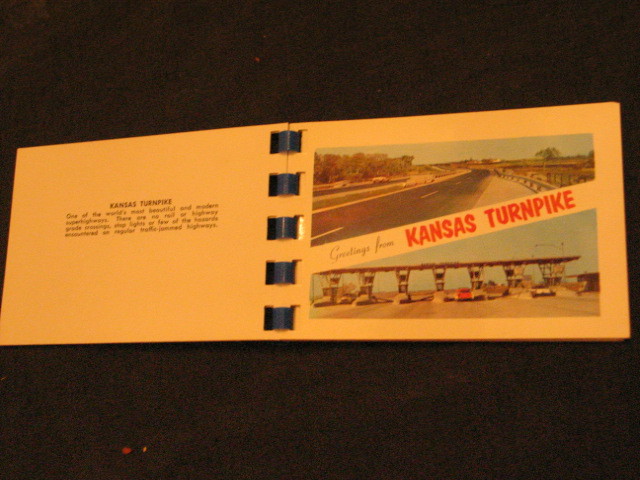 KANSAS TURNPIKE
One of the world's most beautiful and modern
superhighways. There are no rail or highway
grade crossings, stop lights or few of the hazards
encountered on regular traffic-jammed highways.
Greetings from KANSAS TURNPIKE